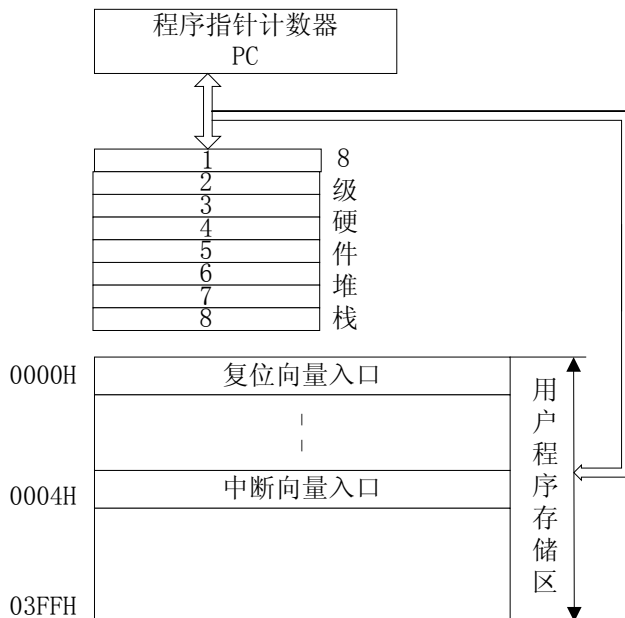 程序指针计数器
PC
1
2
3
4
5
6
7
8
8级硬件堆栈
0000H
复位向量入口
0004H
中断向量入口
03FFH
用户程序存储区